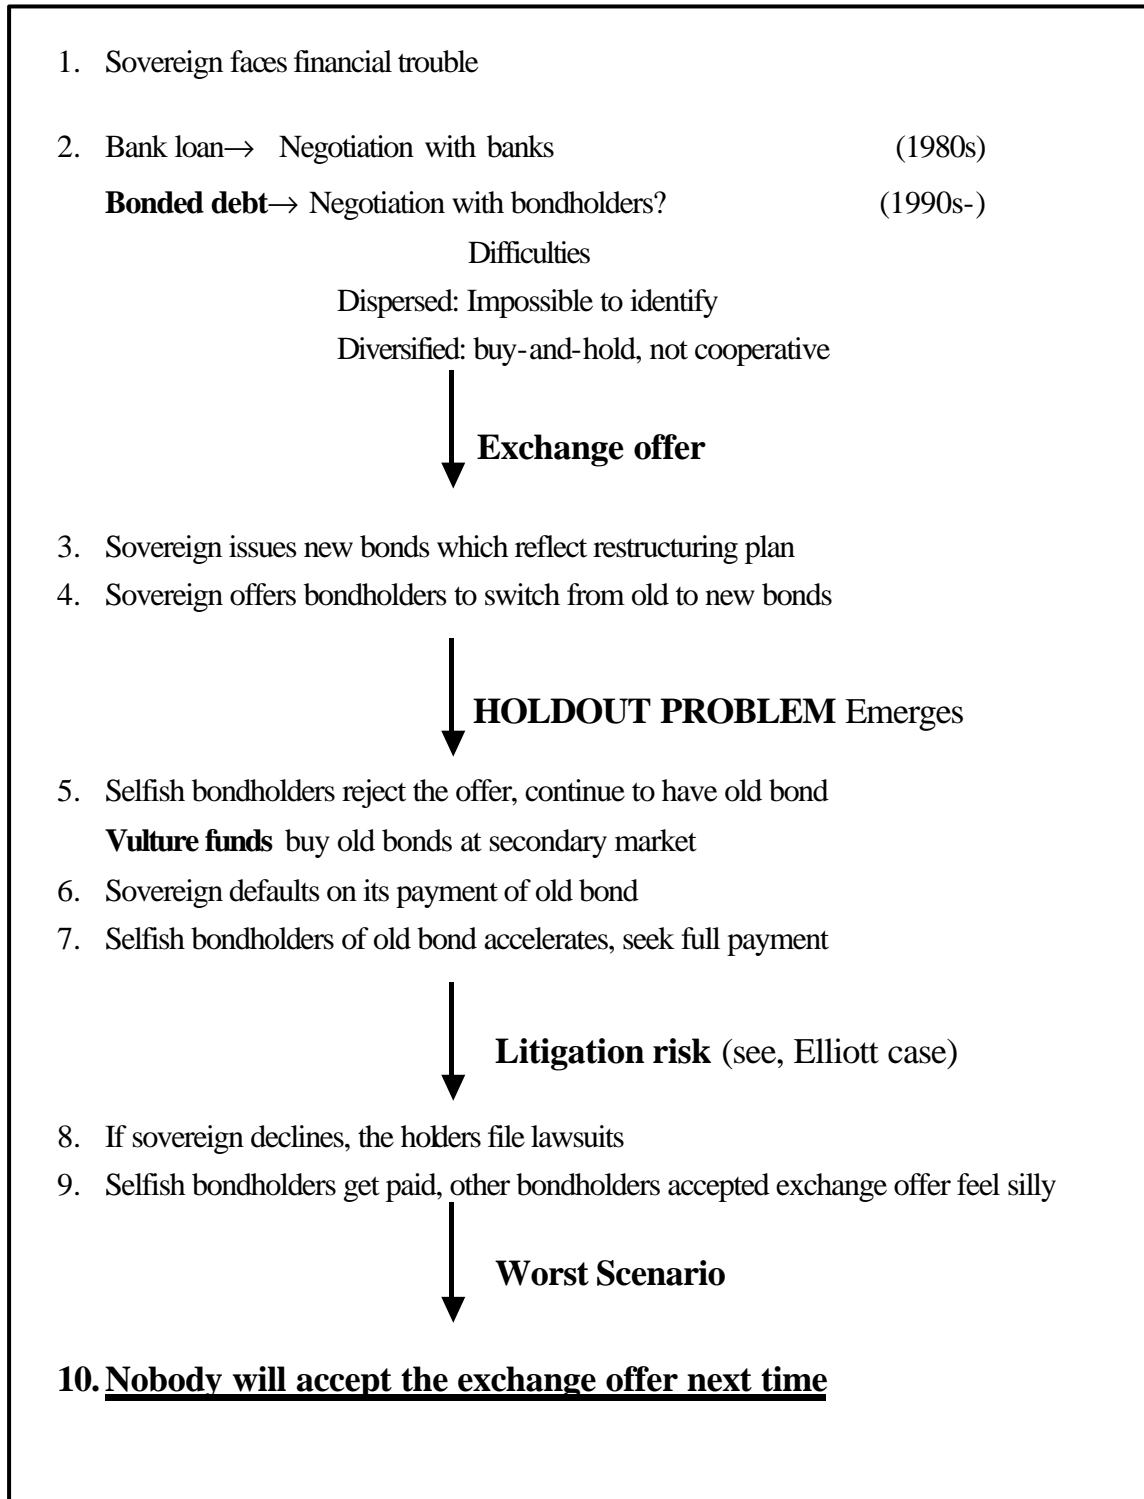 1. Sovereign faces financial trouble
2. Bank loan→ Negotiation with banks (1980s)
Bonded debt→ Negotiation with bondholders? (1990s-)
Difficulties
Dispersed: Impossible to identify
Diversified: buy-and-hold, not cooperative
Exchange offer
3. Sovereign issues new bonds which reflect restructuring plan
4. Sovereign offers bondholders to switch from old to new bonds
HOLDOUT PROBLEM Emerges
5. Selfish bondholders reject the offer, continue to have old bond
Vulture funds buy old bonds at secondary market
6. Sovereign defaults on its payment of old bond
7. Selfish bondholders of old bond accelerates, seek full payment
Litigation risk (see, Elliott case)
8. If sovereign declines, the holders file lawsuits
9. Selfish bondholders get paid, other bondholders accepted exchange offer feel silly
Worst Scenario
10. Nobody will accept the exchange offer next time